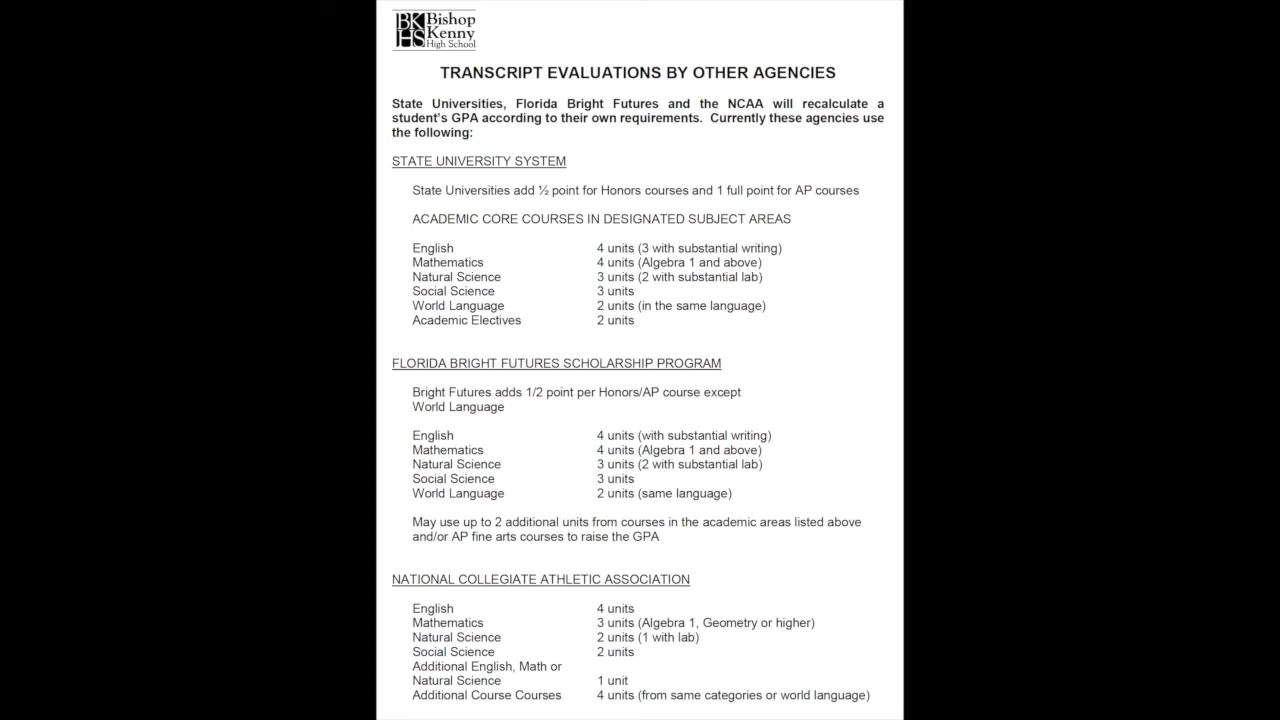 BK Bishop
HS Kenny
High School
TRANSCRIPT EVALUATIONS BY OTHER AGENCIES
State Universities, Florida Bright Futures and the NCAA will recalculate a
student's GPA according to their own requirements. Currently these agencies use
the following:
STATE UNIVERSITY SYSTEM
State Universities add ½ point for Honors courses and 1 full point for AP courses
ACADEMIC CORE COURSES IN DESIGNATED SUBJECT AREAS
English 4 units (3 with substantial writing)
Mathematics 4 units (Algebra 1 and above)
Natural Science 3 units (2 with substantial lab)
Social Science 3 units
World Language 2 units (in the same language)
Academic Electives 2 units
FLORIDA BRIGHT FUTURES SCHOLARSHIP PROGRAM
Bright Futures adds 1/2 point per Honors/AP course except
World Language
English 4 units (with substantial writing)
Mathematics 4 units (Algebra 1 and above)
Natural Science 3 units (2 with substantial lab)
Social Science 3 units
World Language 2 units (same language)
May use up to 2 additional units from courses in the academic areas listed above
and/or AP fine arts courses to raise the GPA
NATIONAL COLLEGIATE ATHLETIC ASSOCIATION
English 4 units
Mathematics 3 units (Algebra 1, Geometry or higher)
Natural Science 2 units (1 with lab)
Social Science 2 units
Additional English, Math or
Natural Science 1 unit
Additional Course Courses 4 units (from same categories or world language)